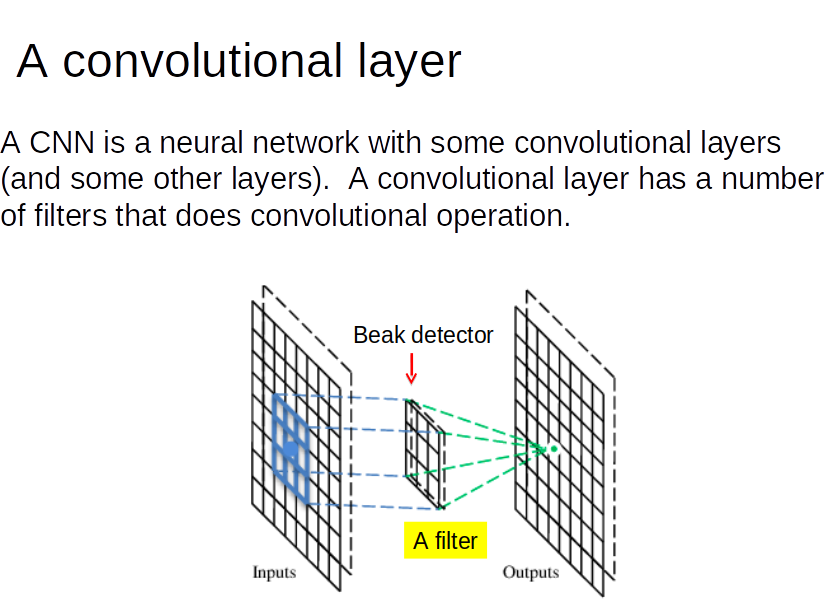 A convolutional layer
A CNN is a neural network with some convolutional layers
(and some other layers).  A convolutional layer has a number
of filters that does convolutional operation.
Beak detector
A filter
Inputs
Outputs